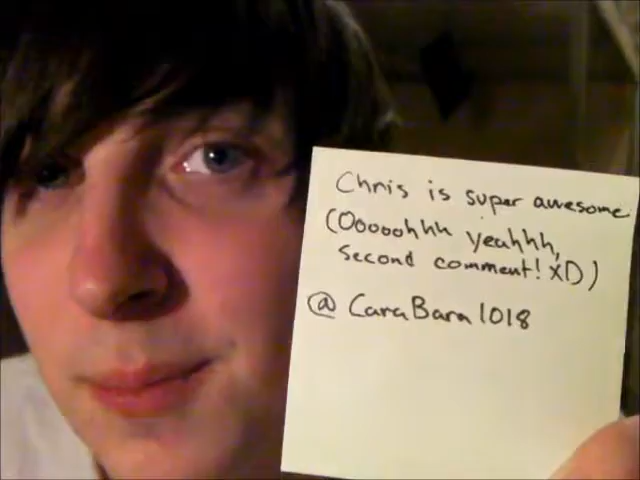 Chris is super awesome
(Ooooohhh yeahhh,
second comment! XD)
@ CaraBara1018